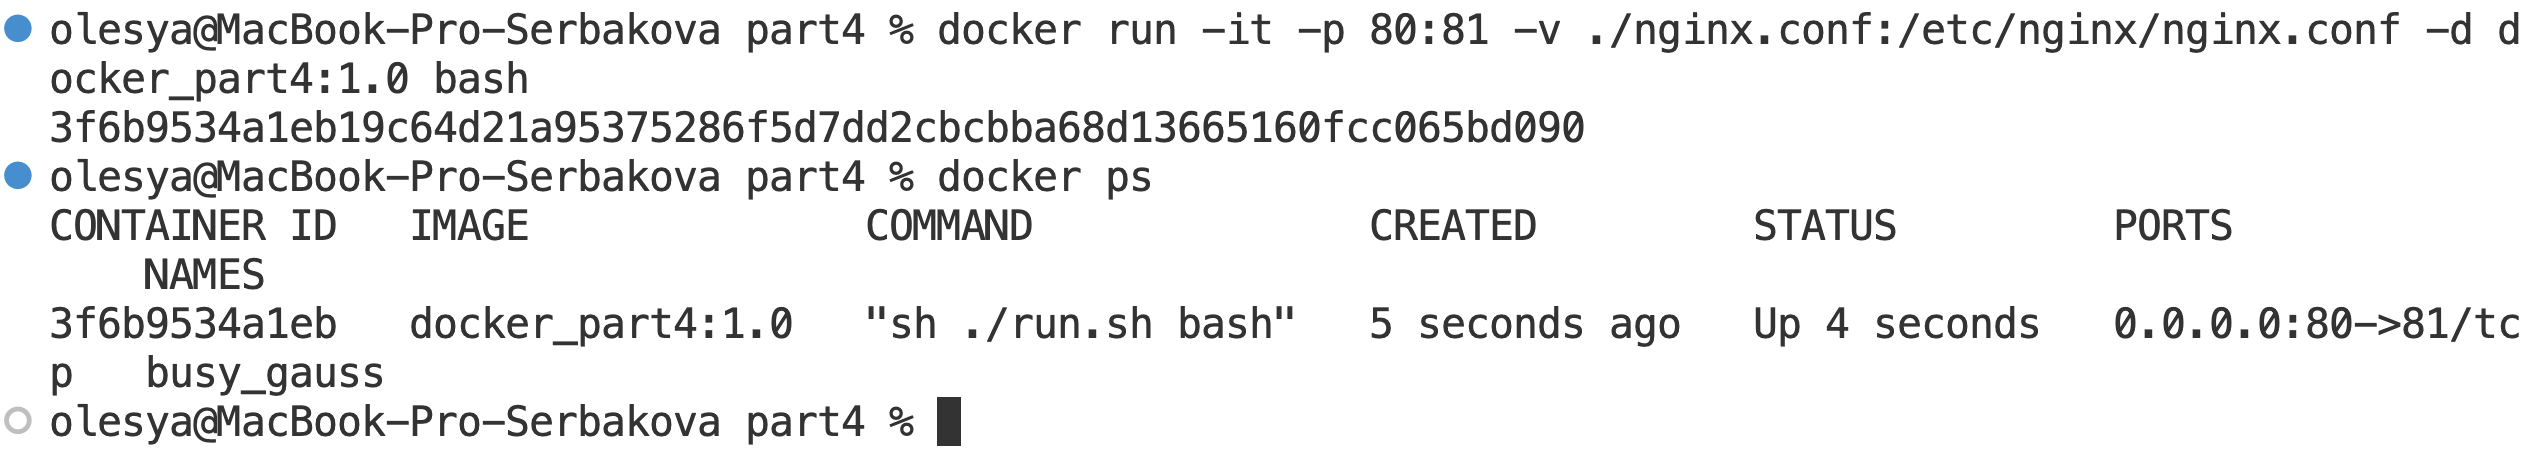 olesya@MacBook-Pro-Serbakova part4 % docker run -it -p 80:81 -v ./nginx.conf:/etc/nginx/nginx.conf -d d
ocker_part4:1.0 bash
3f6b9534a1eb19c64d21a95375286f5d7dd2cbcbba68d13665160fcc065bd090
olesya@MacBook-Pro-Serbakova part4 % docker ps
CONTAINER ID   IMAGE              COMMAND              CREATED         STATUS         PORTS
    NAMES
3f6b9534a1eb   docker_part4:1.0   "sh ./run.sh bash"   5 seconds ago   Up 4 seconds   0.0.0.0:80->81/tc
p   busy_gauss
olesya@MacBook-Pro-Serbakova part4 %